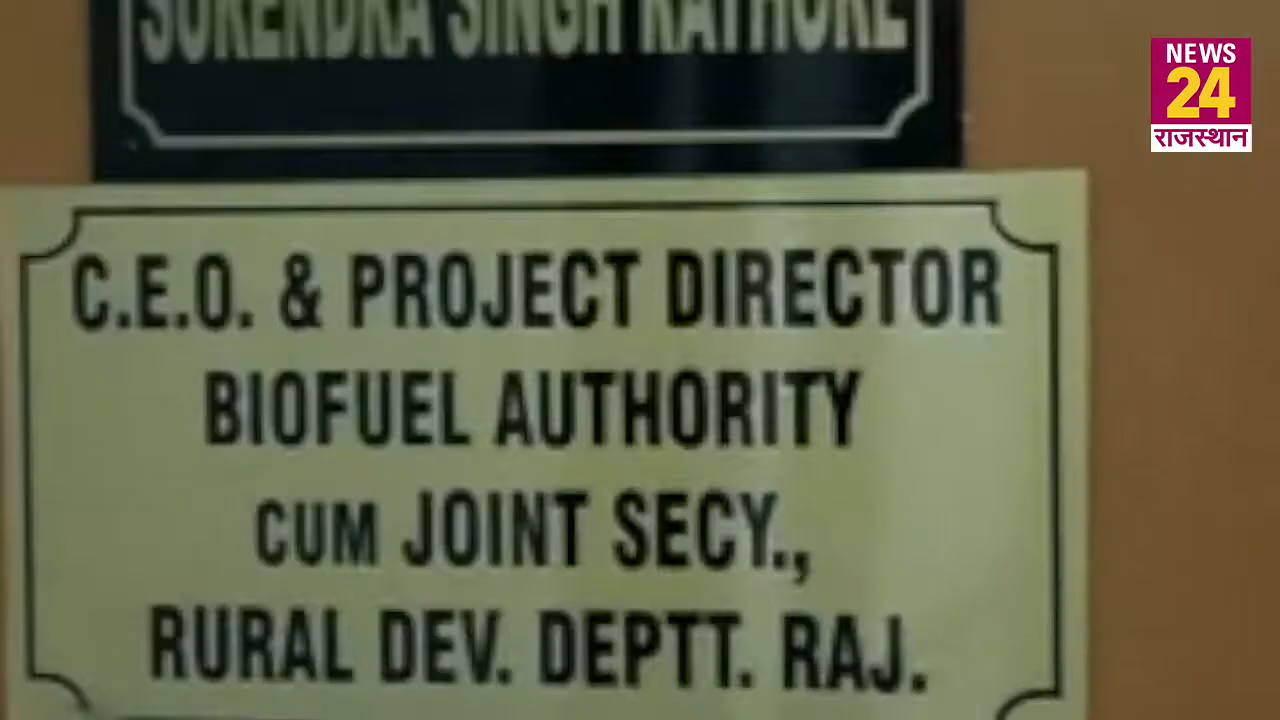 SURENDRA SINGH RATHORE
C.E.O. & PROJECT DIRECTOR
BIOFUEL AUTHORITY
CUM JOINT SECY.,
RURAL DEV. DEPTT. RAJ.
NEWS
24
राजस्थान